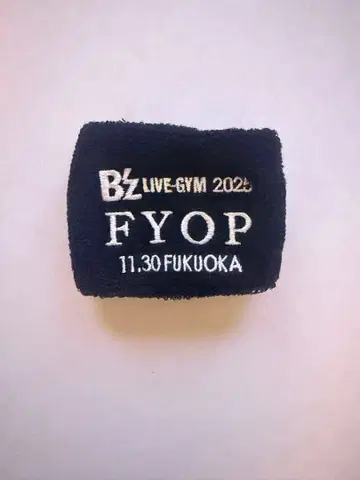 B'z LIVE-GYM 2025
FYOP
11.30 FUKUOKA